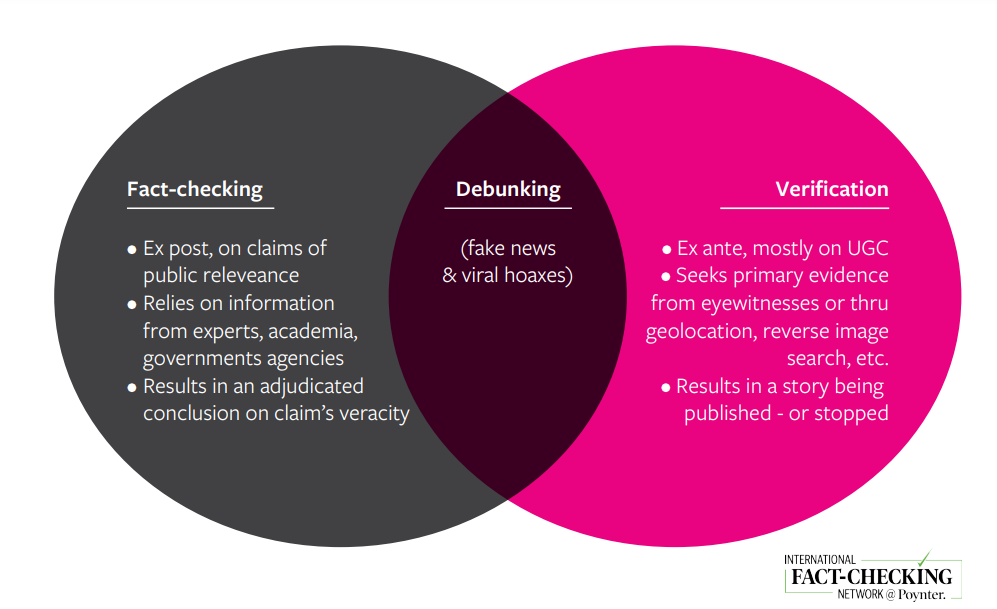 Fact-checking
● Ex post, on claims of
public releveance
● Relies on information
from experts, academia,
governments agencies
● Results in an adjudicated
conclusion on claim’s veracity
Debunking
(fake news
& viral hoaxes)
Verification
● Ex ante, mostly on UGC
● Seeks primary evidence
from eyewitnesses or thru
geolocation, reverse image
search, etc.
● Results in a story being
published - or stopped
INTERNATIONAL
FACT-CHECKING
NETWORK @ Poynter.